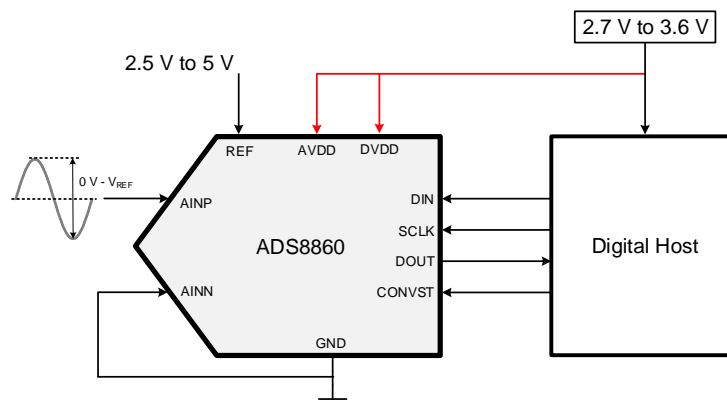 2.7 V to 3.6 V
2.5 V to 5 V
REF
AVDD
DVDD
0 V - VREF
AINP
DIN
SCLK
ADS8860
DOUT
Digital Host
AINN
CONVST
GND